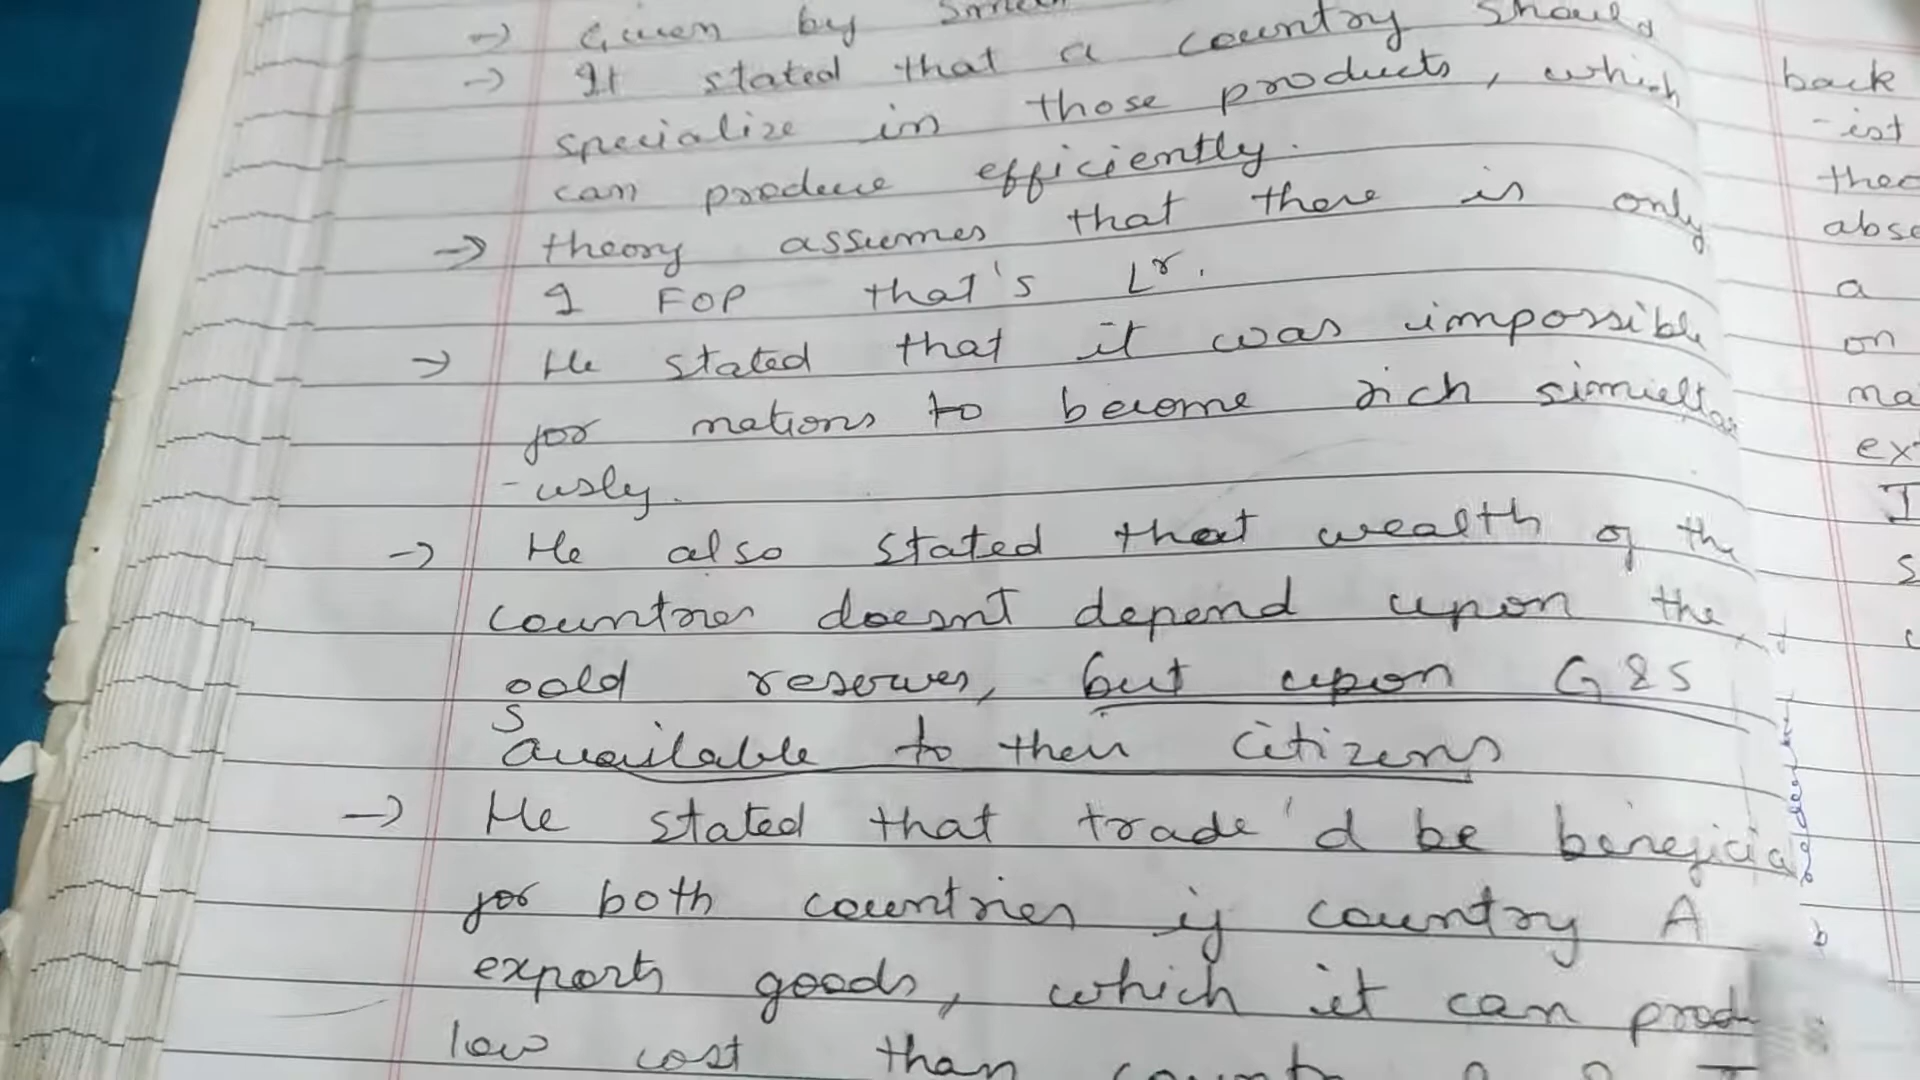 → Given by Smith
→ It stated that a country should
specialize in those products, which
can produce efficiently.
→ theory assumes that there is only
1 FOP that's Lr.
→ He stated that it was impossible
for nations to become rich simulta
-usly.
→ He also stated that wealth of the
countries doesn't depend upon the
gold reserves, but upon G & S
available to their citizens
→ He stated that trade 'd be beneficial
for both countries if country A
exports goods, which it can prod
low cost than
back
-ist
theo
abso
a
on
ma
ext
I
S